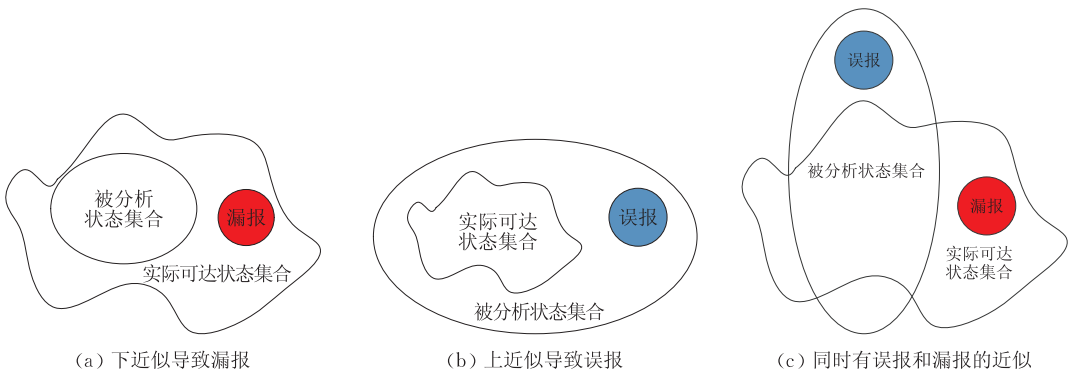 被分析
状态集合
漏报
实际可达状态集合
(a) 下近似导致漏报
实际可达
状态集合
误报
被分析状态集合
(b) 上近似导致误报
误报
被分析状态集合
漏报
实际可达
状态集合
(c) 同时有误报和漏报的近似